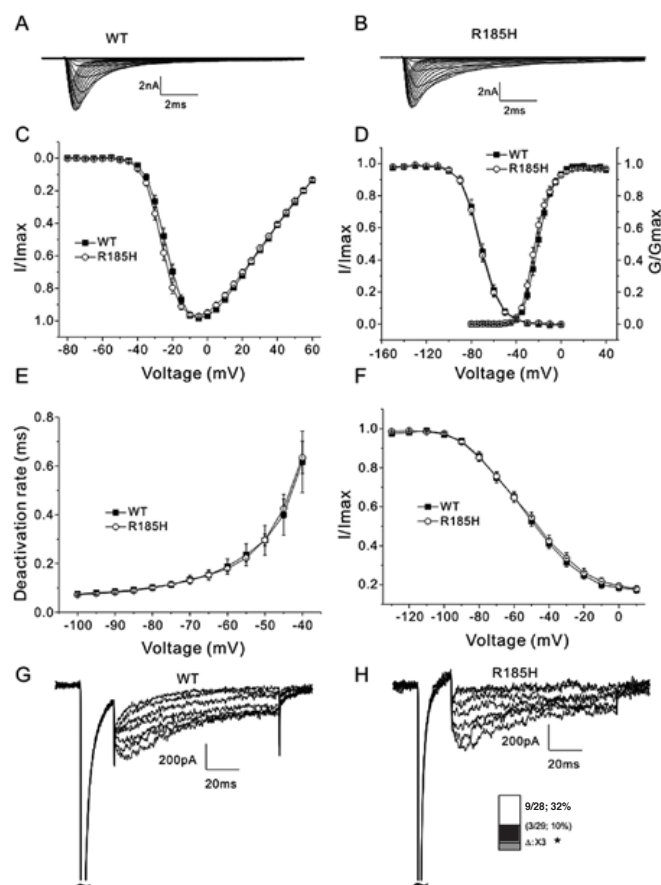 A
WT
2nA
2ms
B
R185H
2nA
2ms
C
0.0
0.2
0.4
0.6
0.8
1.0
I/Imax
WT
R185H
-80 -60 -40 -20 0 20 40 60
Voltage (mV)
D
1.0
0.8
0.6
0.4
0.2
0.0
I/Imax
WT
R185H
1.0
0.8
0.6
0.4
0.2
0.0
G/Gmax
-160 -120 -80 -40 0 40
Voltage (mV)
E
0.8
0.6
0.4
0.2
0.0
Deactivation rate (ms)
WT
R185H
-100 -90 -80 -70 -60 -50 -40
Voltage (mV)
F
1.0
0.8
0.6
0.4
0.2
I/Imax
WT
R185H
-120 -100 -80 -60 -40 -20 0
Voltage (mV)
G
WT
200pA
20ms
H
R185H
200pA
20ms
9/28; 32%
(3/29; 10%)
Δ:X3 ★